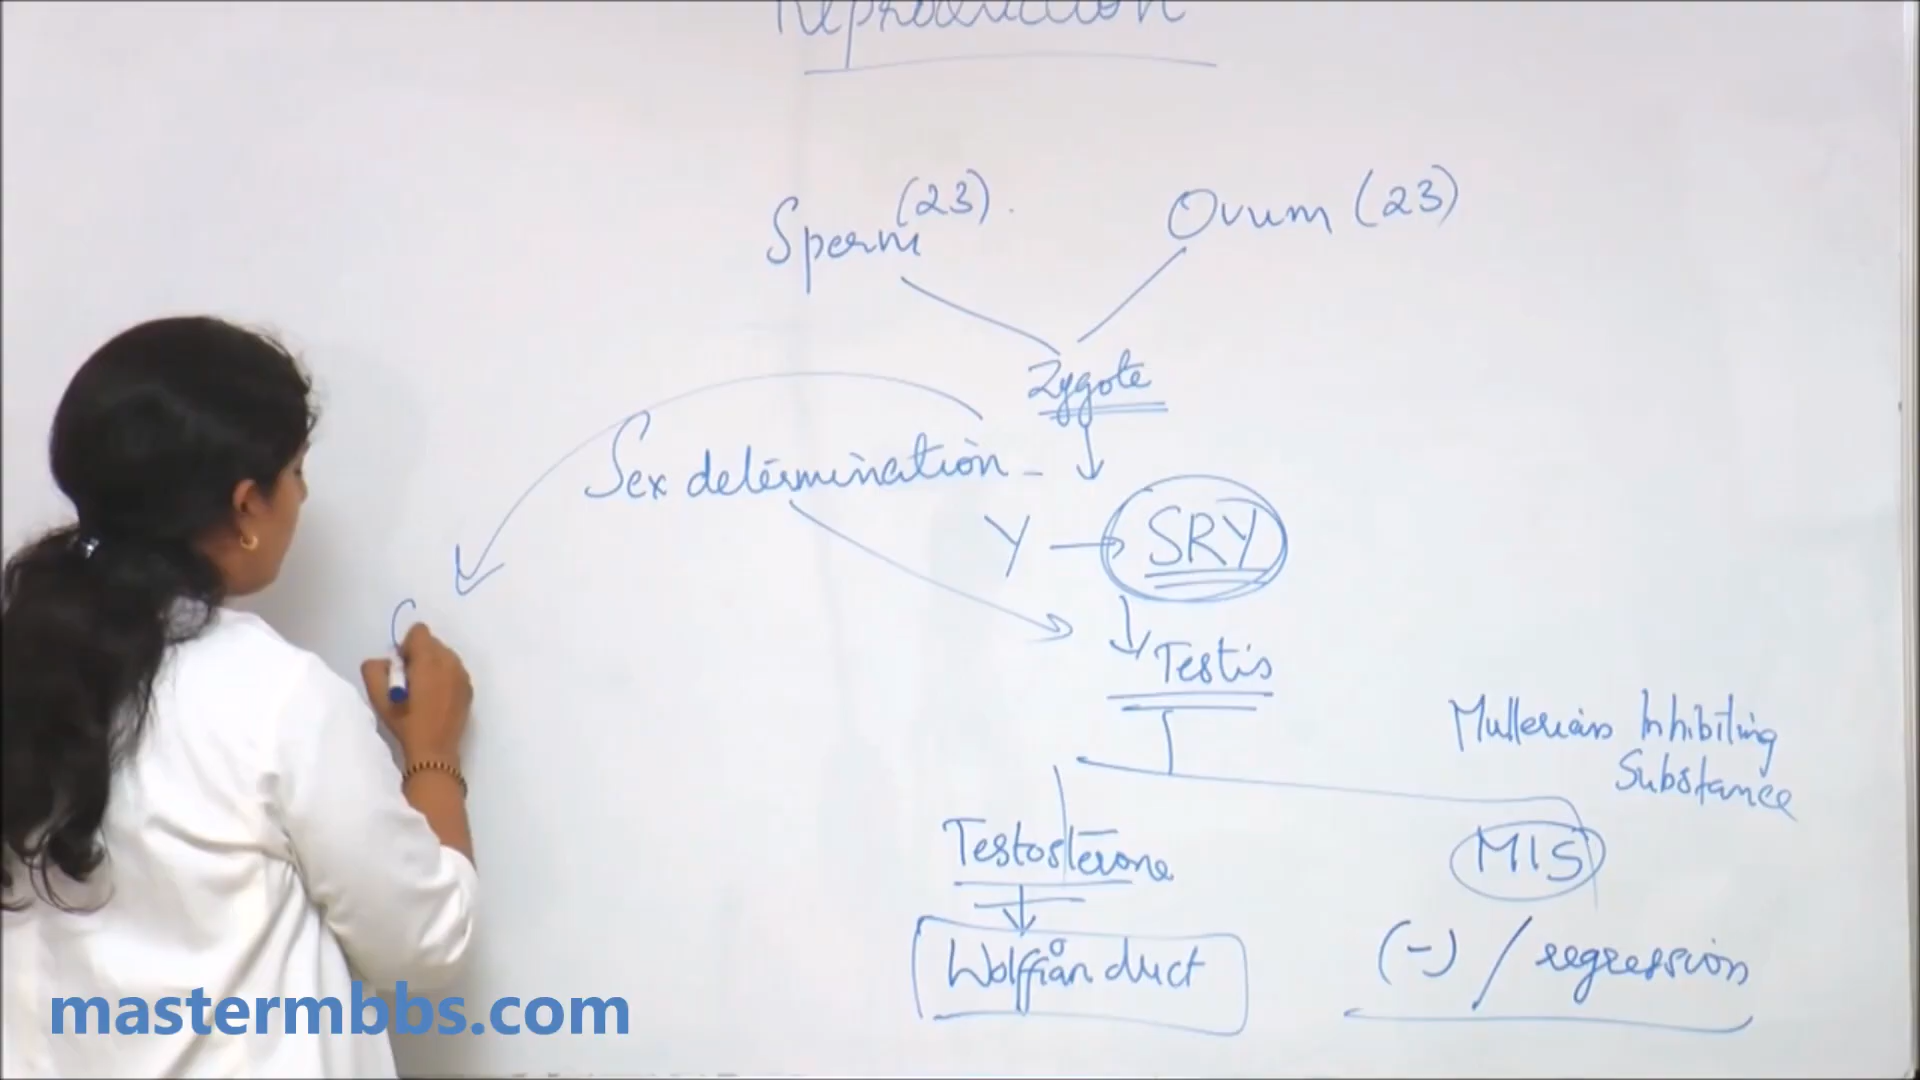 Reproduction
Sperm (23).
Ovum (23)
Zygote
Sex determination -
Y
SRY
Testis
Mullerian Inhibiting
Substance
Testosterone
MIS
Wolffian duct
(-) / regression
mastermbbs.com